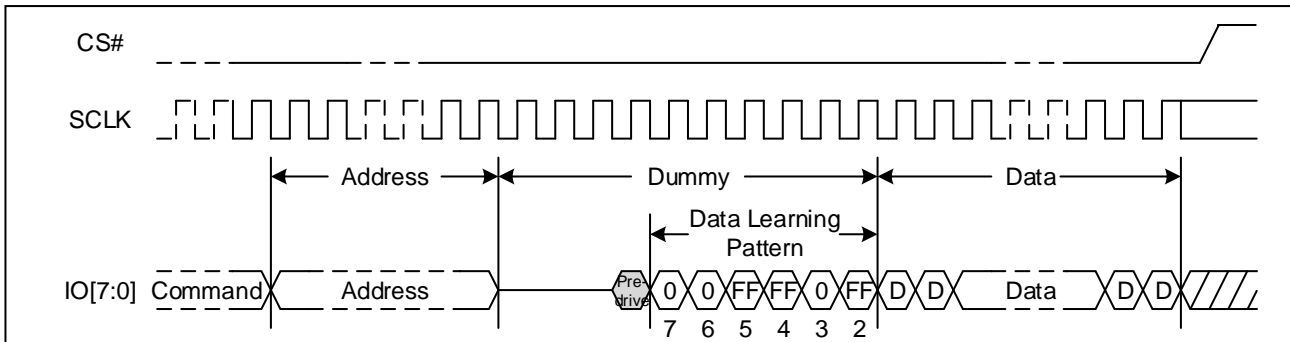 CS#
SCLK
Address Dummy Data
Data Learning
Pattern
IO[7:0] Command Address Pre-
drive 0 0 FF FF 0 FF D D Data D D
7 6 5 4 3 2